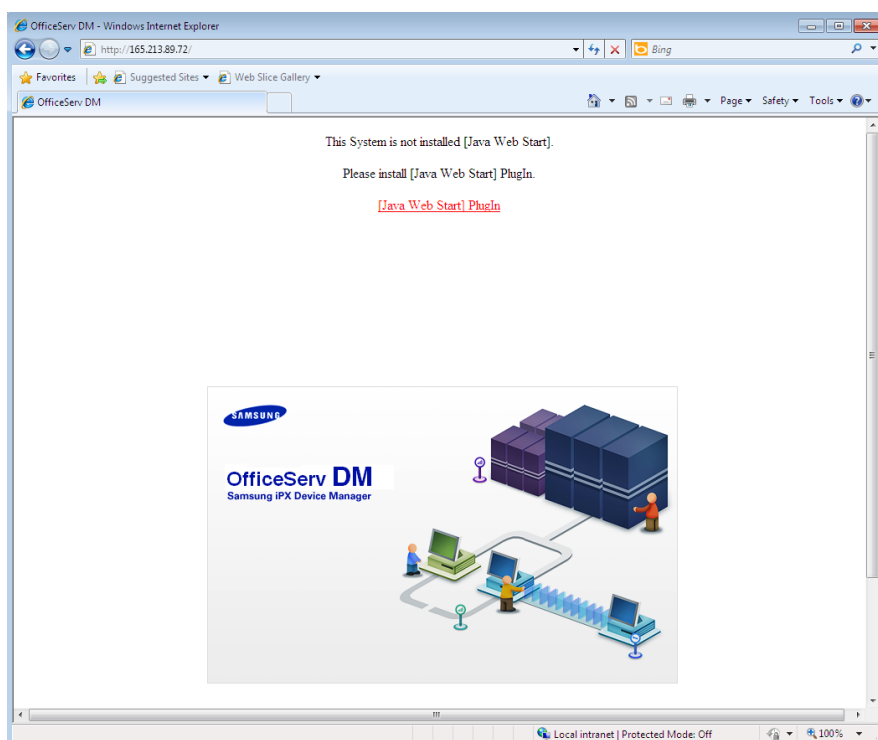 OfficeServ DM - Windows Internet Explorer
http://165.213.89.72/
Bing
Favorites
Suggested Sites
Web Slice Gallery
OfficeServ DM
Page
Safety
Tools
This System is not installed [Java Web Start].
Please install [Java Web Start] PlugIn.
[Java Web Start] PlugIn
SAMSUNG
OfficeServ DM
Samsung iPX Device Manager
Local intranet | Protected Mode: Off
100%